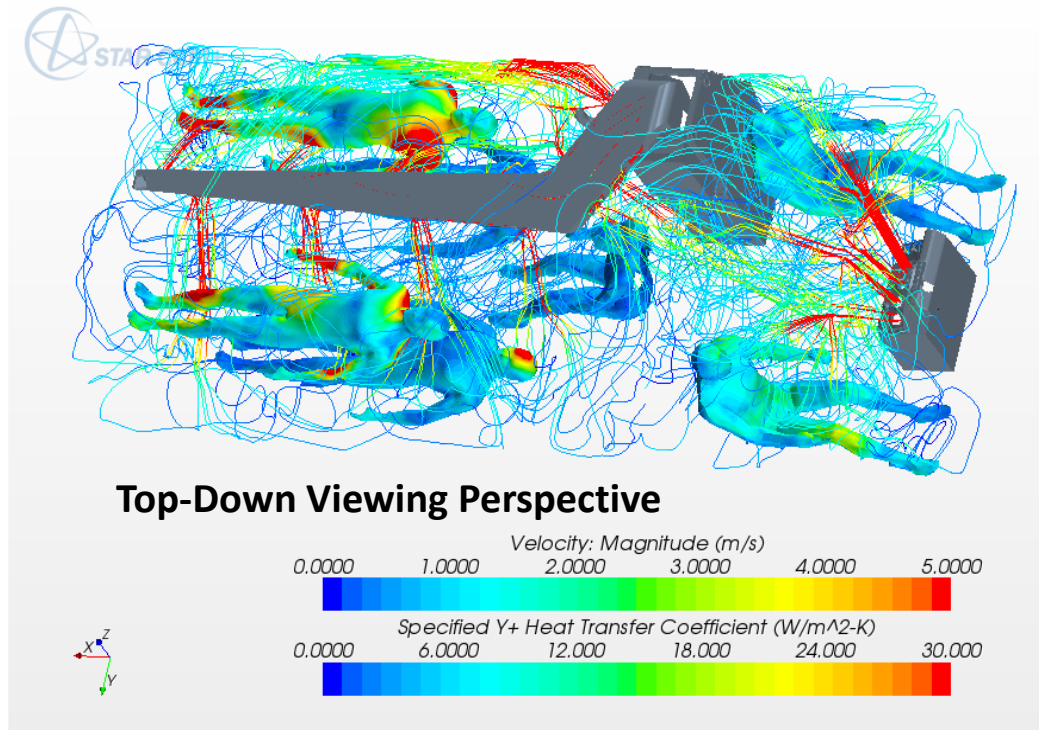 STAR
Top-Down Viewing Perspective
Velocity: Magnitude (m/s)
0.0000 1.0000 2.0000 3.0000 4.0000 5.0000
Specified Y+ Heat Transfer Coefficient (W/m^2-K)
0.0000 6.0000 12.000 18.000 24.000 30.000
Z
X
Y